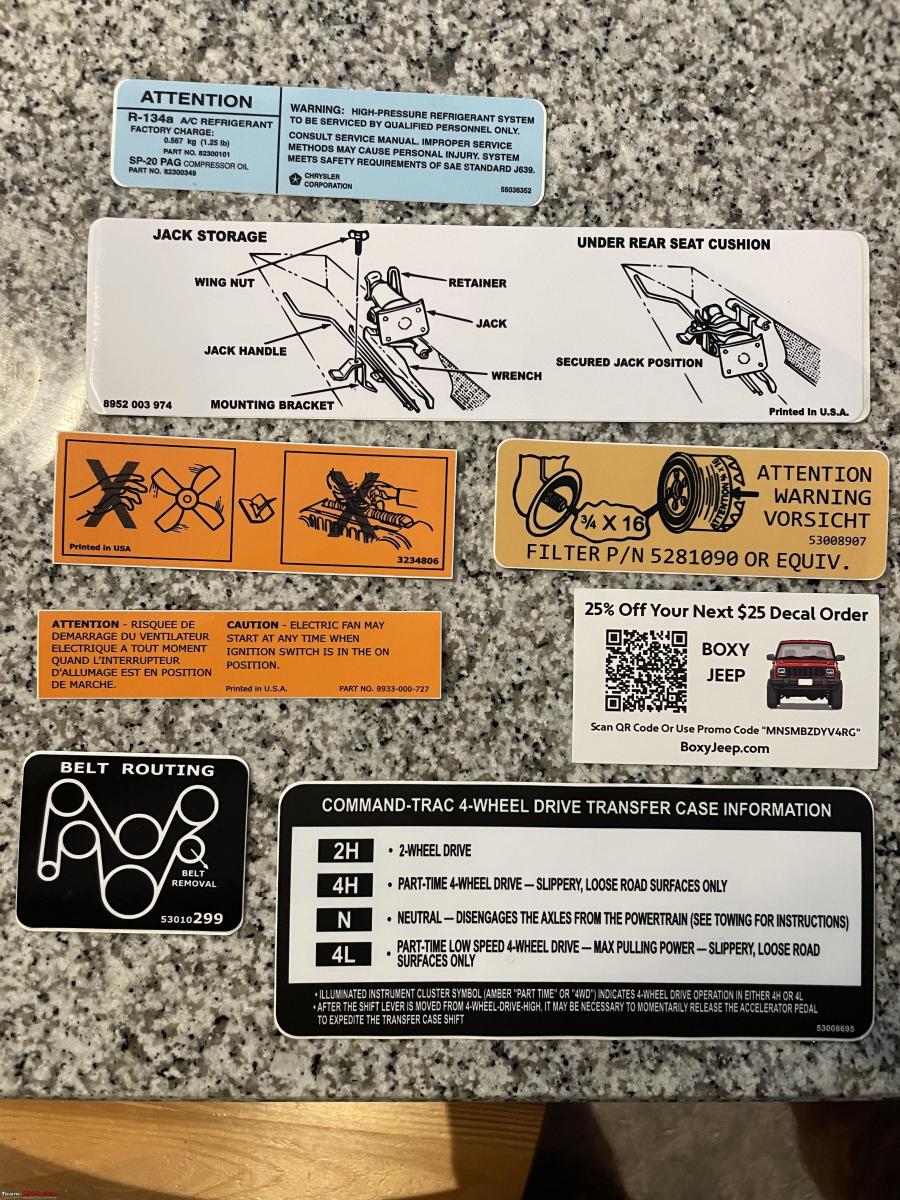 ATTENTION
R-134a A/C REFRIGERANT
FACTORY CHARGE:
0.567 kg (1.25 lb)
PART NO. 82300101
SP-20 PAG COMPRESSOR OIL
PART NO. 82300349
WARNING: HIGH-PRESSURE REFRIGERANT SYSTEM
TO BE SERVICED BY QUALIFIED PERSONNEL ONLY.
CONSULT SERVICE MANUAL. IMPROPER SERVICE
METHODS MAY CAUSE PERSONAL INJURY. SYSTEM
MEETS SAFETY REQUIREMENTS OF SAE STANDARD J639.
CHRYSLER
CORPORATION
55036352
JACK STORAGE
WING NUT
RETAINER
JACK
JACK HANDLE
WRENCH
MOUNTING BRACKET
8952 003 974
UNDER REAR SEAT CUSHION
SECURED JACK POSITION
Printed In U.S.A.
Printed in USA
3234806
3/4 X 16
ATTENTION
WARNING
VORSICHT
53008907
FILTER P/N 5281090 OR EQUIV.
ATTENTION - RISQUEE DE
DEMARRAGE DU VENTILATEUR
ELECTRIQUE A TOUT MOMENT
QUAND L'INTERRUPTEUR
D'ALLUMAGE EST EN POSITION
DE MARCHE.
CAUTION - ELECTRIC FAN MAY
START AT ANY TIME WHEN
IGNITION SWITCH IS IN THE ON
POSITION.
Printed in U.S.A.
PART NO. 8933-000-727
25% Off Your Next $25 Decal Order
BOXY
JEEP
Scan QR Code Or Use Promo Code "MNSMBZDYV4RG"
BoxyJeep.com
BELT ROUTING
BELT
REMOVAL
53010299
COMMAND-TRAC 4-WHEEL DRIVE TRANSFER CASE INFORMATION
2H • 2-WHEEL DRIVE
4H • PART-TIME 4-WHEEL DRIVE — SLIPPERY, LOOSE ROAD SURFACES ONLY
N • NEUTRAL — DISENGAGES THE AXLES FROM THE POWERTRAIN (SEE TOWING FOR INSTRUCTIONS)
4L • PART-TIME LOW SPEED 4-WHEEL DRIVE — MAX PULLING POWER — SLIPPERY, LOOSE ROAD
SURFACES ONLY
• ILLUMINATED INSTRUMENT CLUSTER SYMBOL (AMBER "PART TIME" OR "4WD") INDICATES 4-WHEEL DRIVE OPERATION IN EITHER 4H OR 4L
• AFTER THE SHIFT LEVER IS MOVED FROM 4-WHEEL-DRIVE-HIGH, IT MAY BE NECESSARY TO MOMENTARILY RELEASE THE ACCELERATOR PEDAL
TO EXPEDITE THE TRANSFER CASE SHIFT
53008695